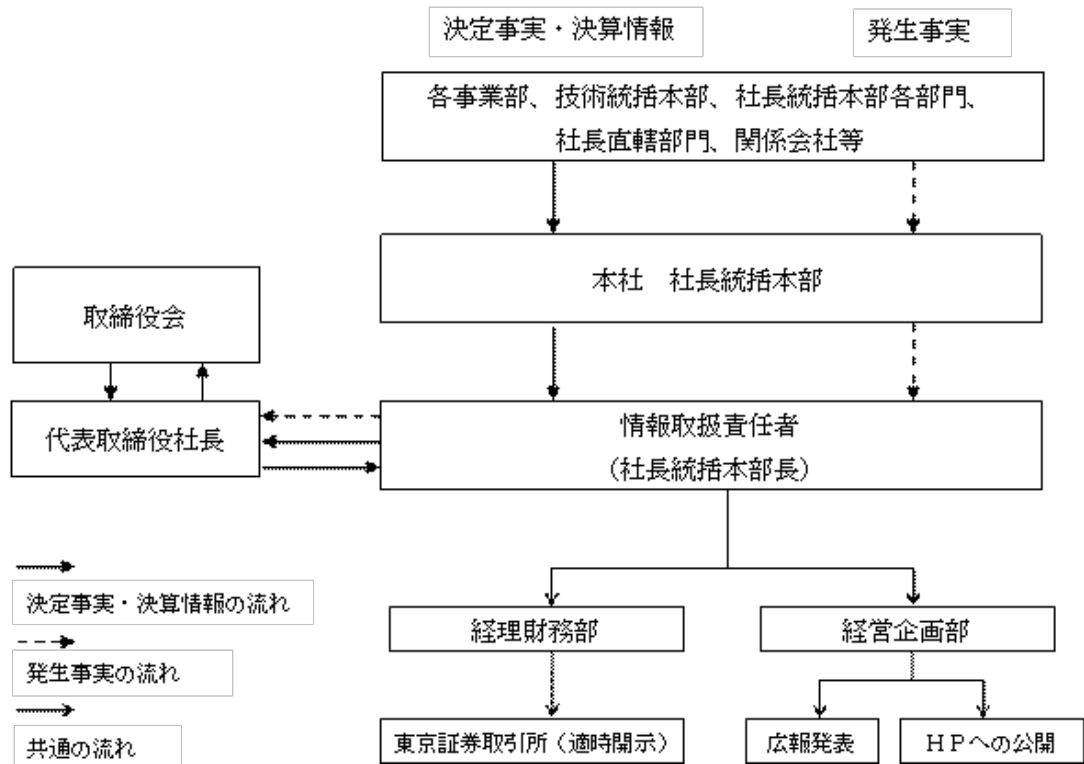 決定事実・決算情報
発生事実
各事業部、技術統括本部、社長統括本部各部門、
社長直轄部門、関係会社等
本社　社長統括本部
取締役会
代表取締役社長
情報取扱責任者
(社長統括本部長)
決定事実・決算情報の流れ
発生事実の流れ
共通の流れ
経理財務部
経営企画部
東京証券取引所(適時開示)
広報発表
ＨＰへの公開